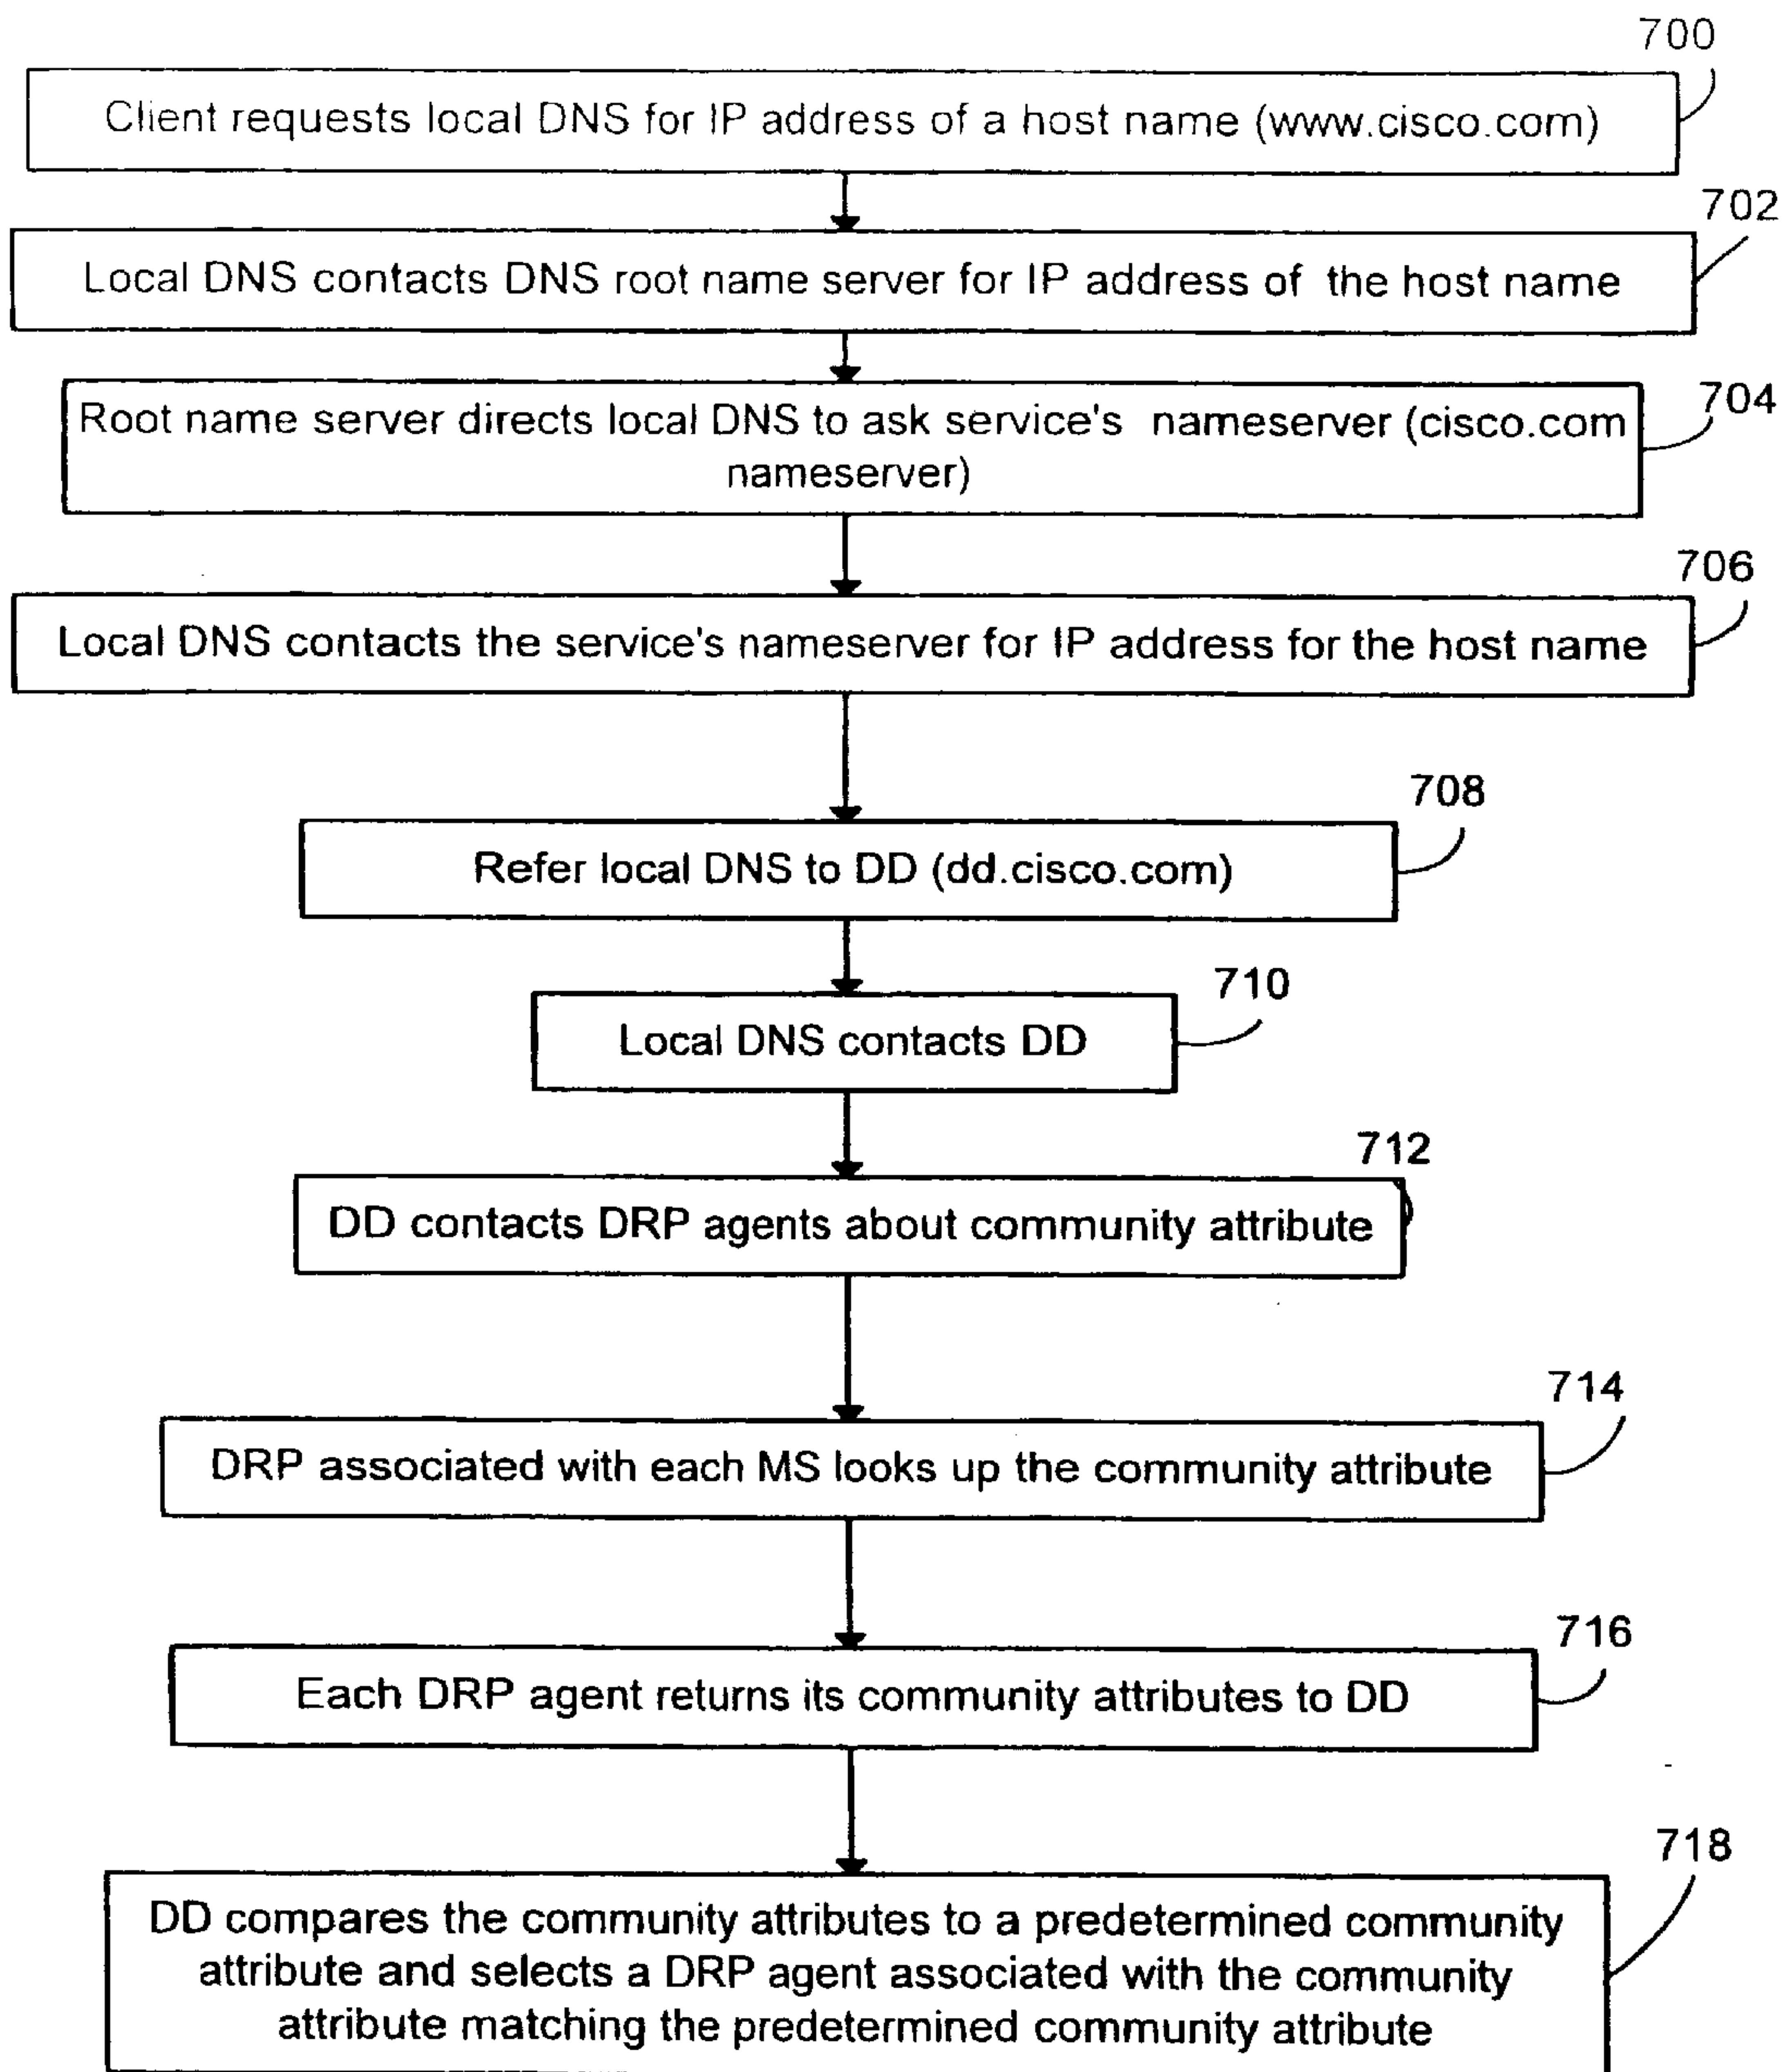 700
Client requests local DNS for IP address of a host name (www.cisco.com)
702
Local DNS contacts DNS root name server for IP address of the host name
704
Root name server directs local DNS to ask service's nameserver (cisco.com
nameserver)
706
Local DNS contacts the service's nameserver for IP address for the host name
708
Refer local DNS to DD (dd.cisco.com)
710
Local DNS contacts DD
712
DD contacts DRP agents about community attribute
714
DRP associated with each MS looks up the community attribute
716
Each DRP agent returns its community attributes to DD
718
DD compares the community attributes to a predetermined community
attribute and selects a DRP agent associated with the community
attribute matching the predetermined community attribute